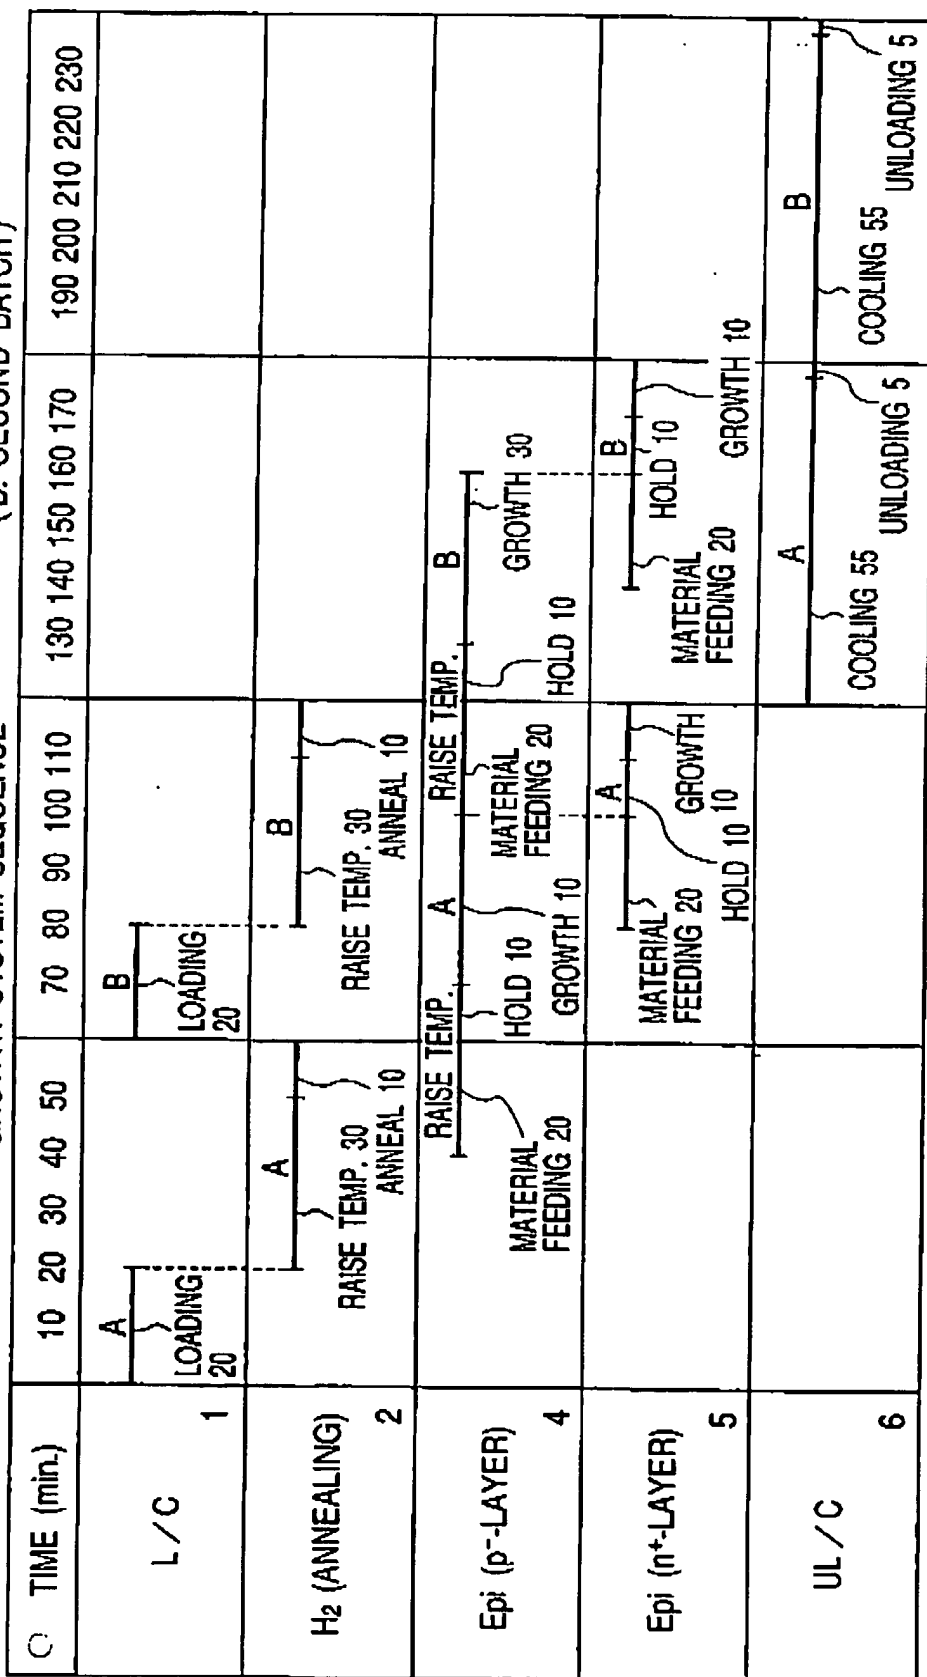 TIME (min.) 10 20 30 40 50 70 80 90 100 110 130 140 150 160 170 190 200 210 220 230
L/C
1
A
LOADING
20
B
LOADING
20
H2 (ANNEALING)
2
A
RAISE TEMP. 30
ANNEAL 10
B
RAISE TEMP. 30
ANNEAL 10
Epi (p⁻-LAYER)
4
RAISE TEMP.
A
RAISE TEMP.
B
MATERIAL
FEEDING 20
HOLD 10
GROWTH 10
MATERIAL
FEEDING 20
HOLD 10
GROWTH 30
Epi (n⁺-LAYER)
5
A
MATERIAL
FEEDING 20
HOLD 10
GROWTH
10
B
MATERIAL
FEEDING 20
HOLD 10
GROWTH 10
UL/C
6
A
COOLING 55
UNLOADING 5
B
COOLING 55
UNLOADING 5